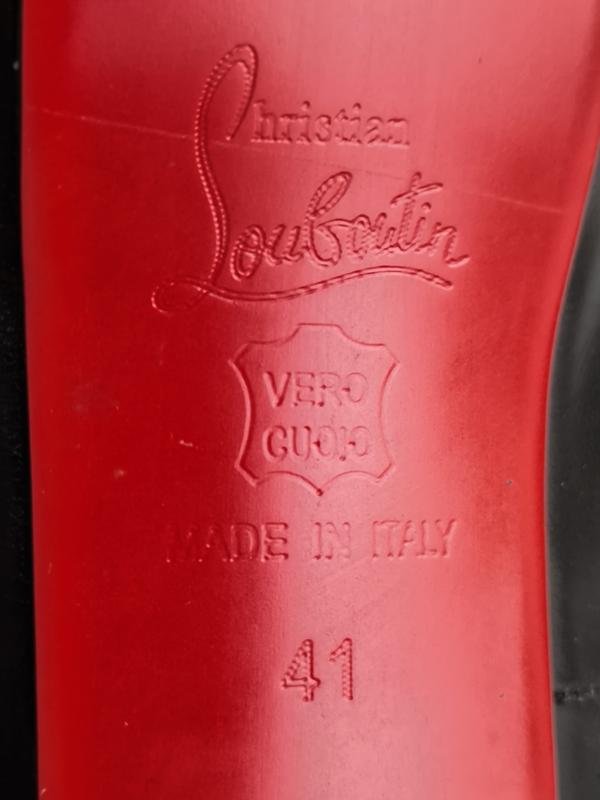 Christian
Louboutin
VERO
CUOIO
MADE IN ITALY
41